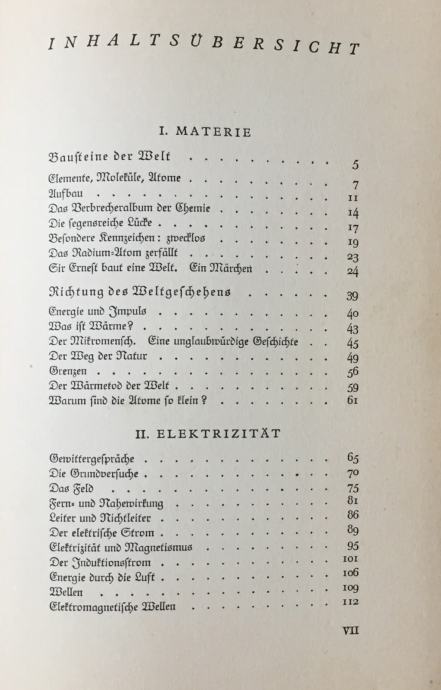 INHALTSÜBERSICHT
I. MATERIE
Bausteine der Welt . . . . . . . . . . 5
Elemente, Moleküle, Atome . . . . . . . . . 7
Aufbau . . . . . . . . . . . . . 11
Das Verbrecheralbum der Chemie . . . . . . . 14
Die segensreiche Lücke . . . . . . . . . . 17
Besondere Kennzeichen: zwecklos . . . . . . . 19
Das Radium-Atom zerfällt . . . . . . . . . 23
Sir Ernest baut eine Welt. Ein Märchen . . . . . 24
Richtung des Weltgeschehens . . . . . . 39
Energie und Impuls . . . . . . . . . . 40
Was ist Wärme? . . . . . . . . . . . 43
Der Mikromensch. Eine unglaubwürdige Geschichte . . 45
Der Weg der Natur . . . . . . . . . . 49
Grenzen . . . . . . . . . . . . . 56
Der Wärmetod der Welt . . . . . . . . . 59
Warum sind die Atome so klein? . . . . . . . 61
II. ELEKTRIZITÄT
Gewittergespräche . . . . . . . . . . . 65
Die Grundversuche . . . . . . . . . . . 70
Das Feld . . . . . . . . . . . . 75
Fern- und Nahewirkung . . . . . . . . . 81
Leiter und Nichtleiter . . . . . . . . . . 86
Der elektrische Strom . . . . . . . . . . 89
Elektrizität und Magnetismus . . . . . . . . 95
Der Induktionsstrom . . . . . . . . . . 101
Energie durch die Luft . . . . . . . . . . 106
Wellen . . . . . . . . . . . . . 109
Elektromagnetische Wellen . . . . . . . . 112
VII